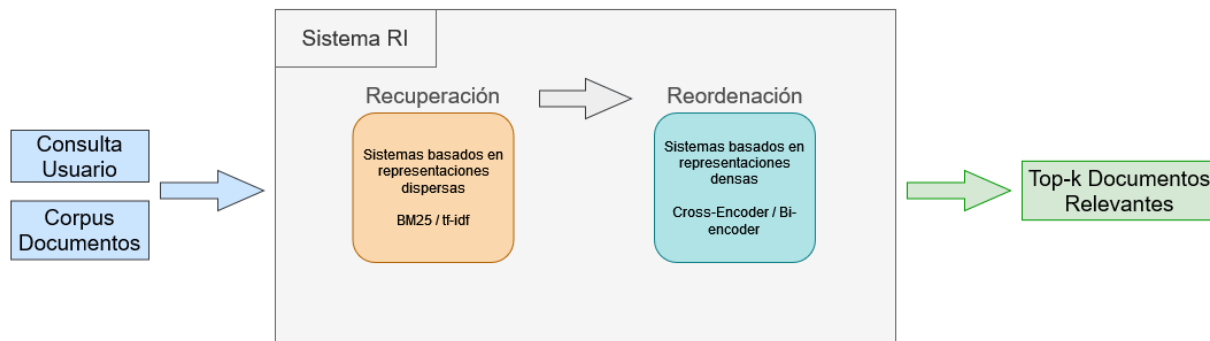 Sistema RI
Recuperación
Reordenación
Consulta
Usuario
Corpus
Documentos
Sistemas basados en
representaciones
dispersas
BM25 / tf-idf
Sistemas basados en
representaciones
densas
Cross-Encoder / Bi-
encoder
Top-k Documentos
Relevantes